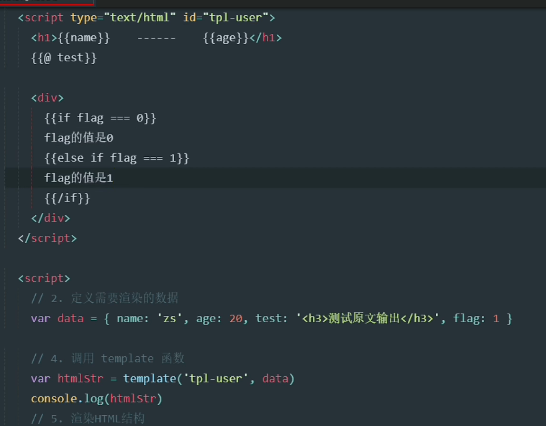 <script type="text/html" id="tpl-user">
<h1>{{name}}    ------    {{age}}</h1>
{{@ test}}
<div>
{{if flag === 0}}
flag的值是0
{{else if flag === 1}}
flag的值是1
{{/if}}
</div>
</script>
<script>
// 2. 定义需要渲染的数据
var data = { name: 'zs', age: 20, test: '<h3>测试原文输出</h3>', flag: 1 }
// 4. 调用 template 函数
var htmlStr = template('tpl-user', data)
console.log(htmlStr)
// 5. 渲染HTML结构